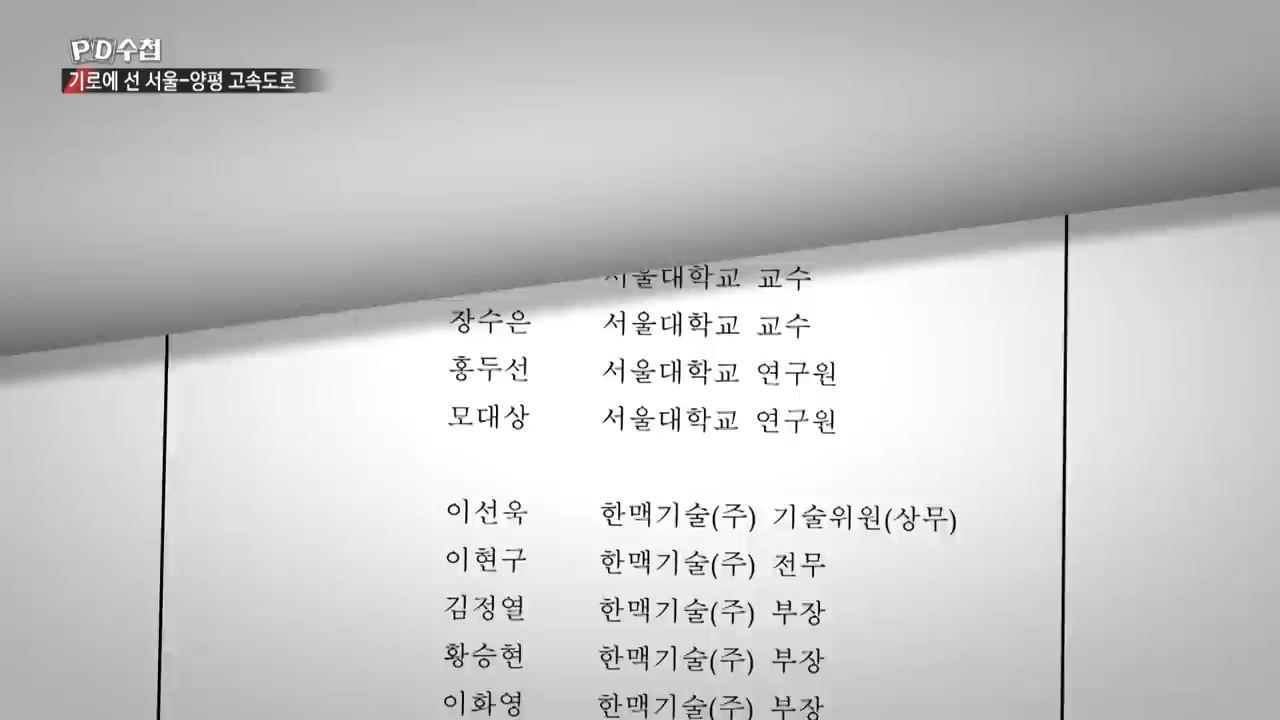 PD수첩
기로에 선 서울-양평 고속도로
서울대학교 교수
장수은 서울대학교 교수
홍두선 서울대학교 연구원
모대상 서울대학교 연구원
이선욱 한맥기술(주) 기술위원(상무)
이현구 한맥기술(주) 전무
김정열 한맥기술(주) 부장
황승현 한맥기술(주) 부장
이화영 한맥기술(주) 부장